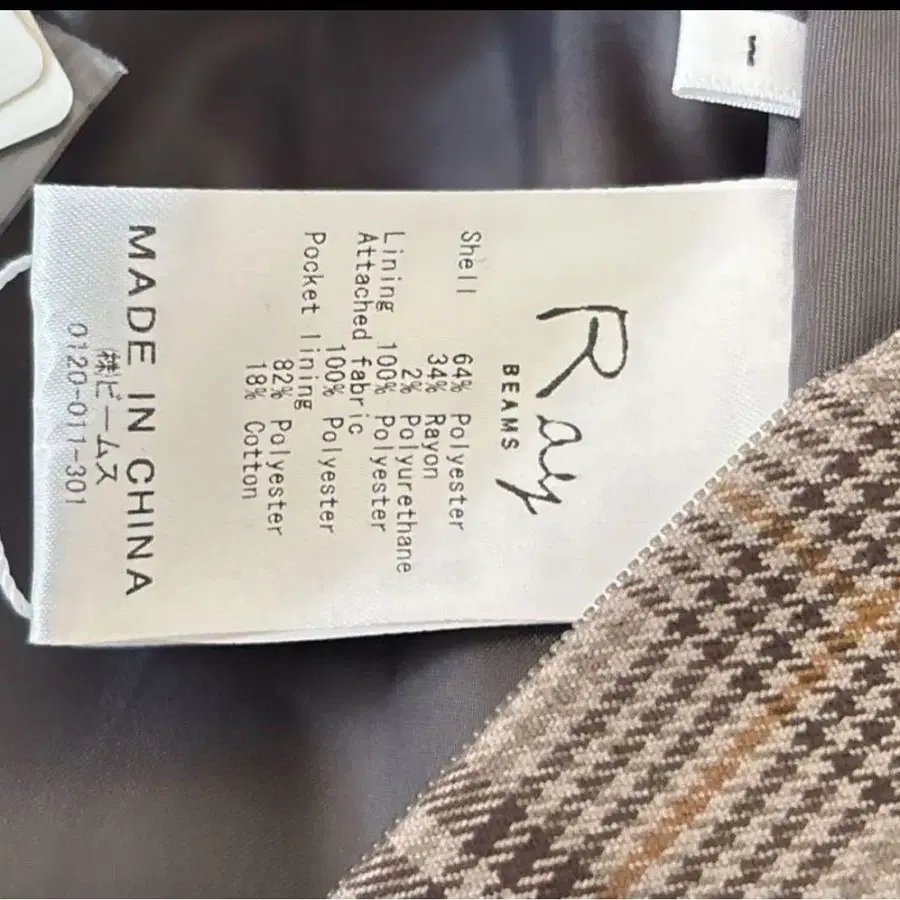 1
Ray
BEAMS
Shell
64% Polyester
34% Rayon
2% Polyurethane
Lining 100% Polyester
Attached fabric
100% Polyester
Pocket lining
82% Polyester
18% Cotton
MADE IN CHINA
㈱ビームス
0120-011-301